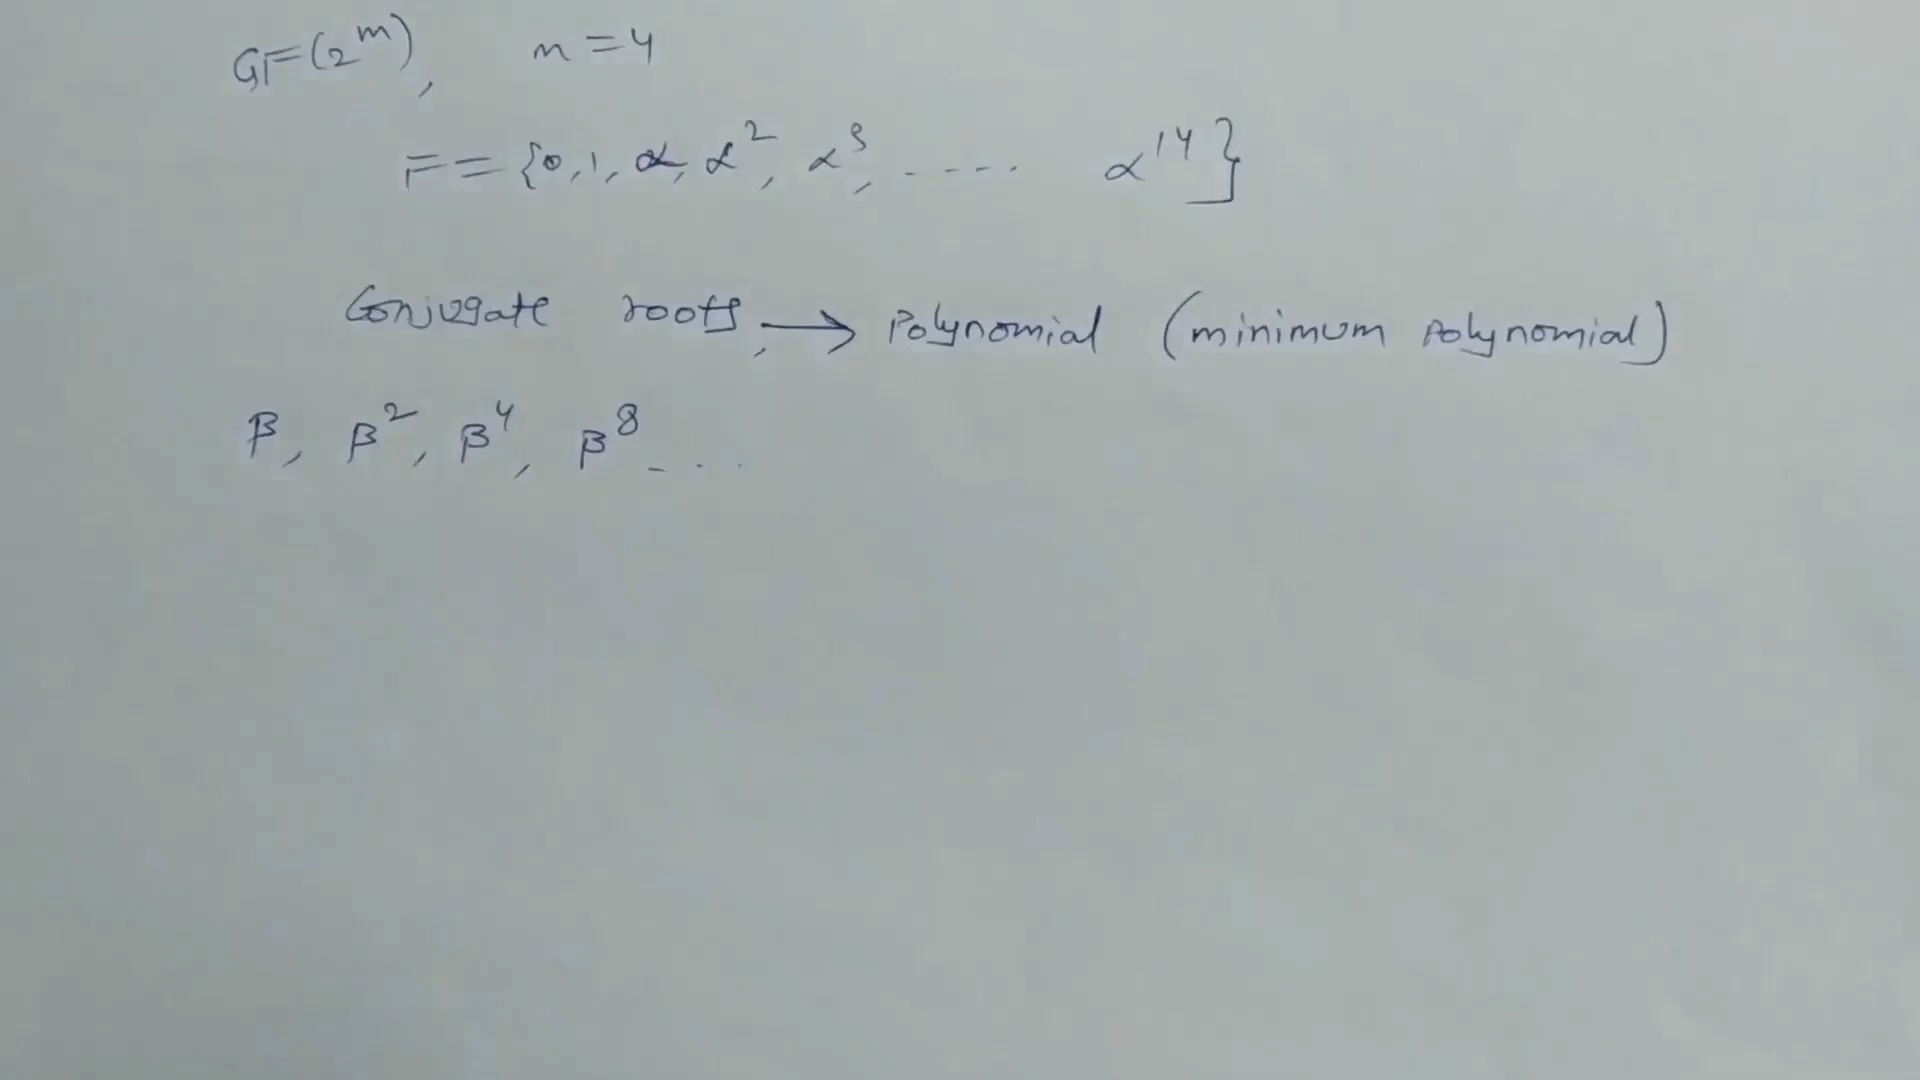 GF(2^m), m = 4
F = {0, 1, α, α^2, α^3, ..... α^14}
Conjugate roots, → Polynomial (minimum Polynomial)
β, β^2, β^4, β^8 ...